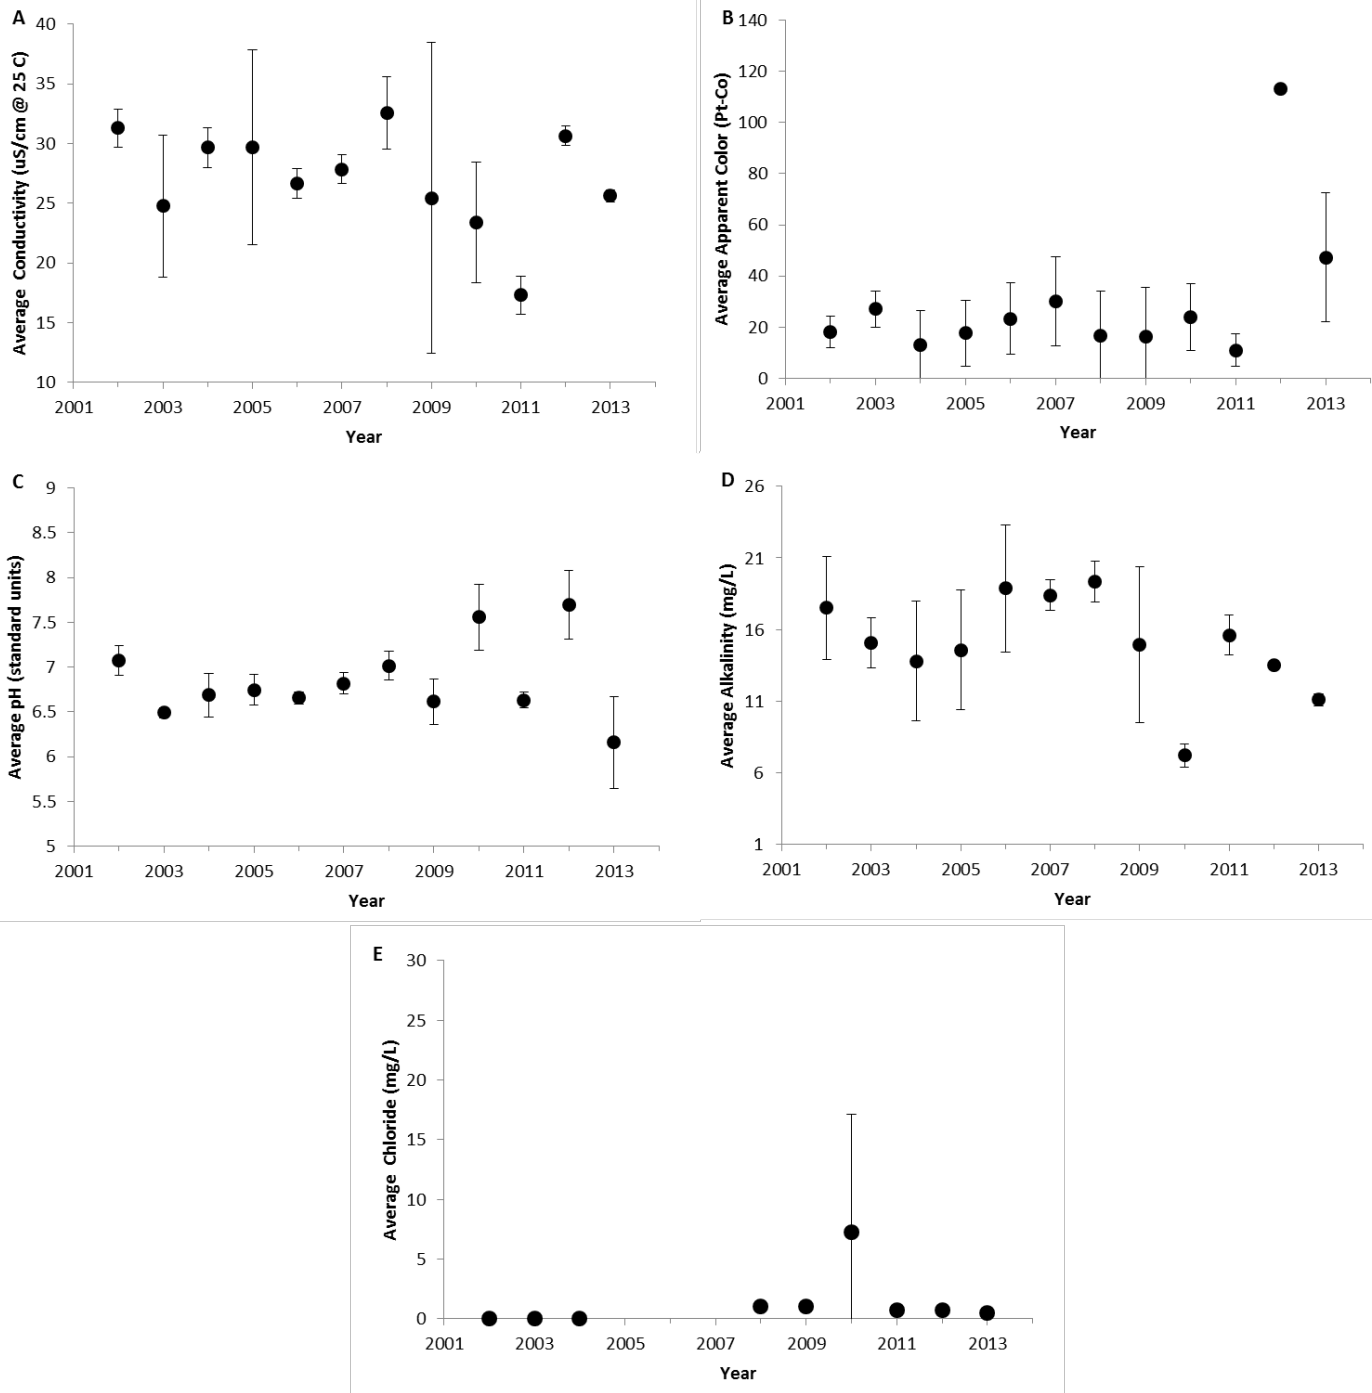 A
Average Conductivity (uS/cm @ 25 C)
40
35
30
25
20
15
10
2001 2003 2005 2007 2009 2011 2013
Year
B
Average Apparent Color (Pt-Co)
140
120
100
80
60
40
20
0
2001 2003 2005 2007 2009 2011 2013
Year
C
Average pH (standard units)
9
8.5
8
7.5
7
6.5
6
5.5
5
2001 2003 2005 2007 2009 2011 2013
Year
D
Average Alkalinity (mg/L)
26
21
16
11
6
1
2001 2003 2005 2007 2009 2011 2013
Year
E
Average Chloride (mg/L)
30
25
20
15
10
5
0
2001 2003 2005 2007 2009 2011 2013
Year